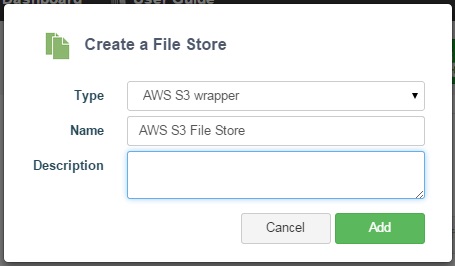 Dashboard User Guide
Create a File Store
Type AWS S3 wrapper
Name AWS S3 File Store
Description
Cancel Add